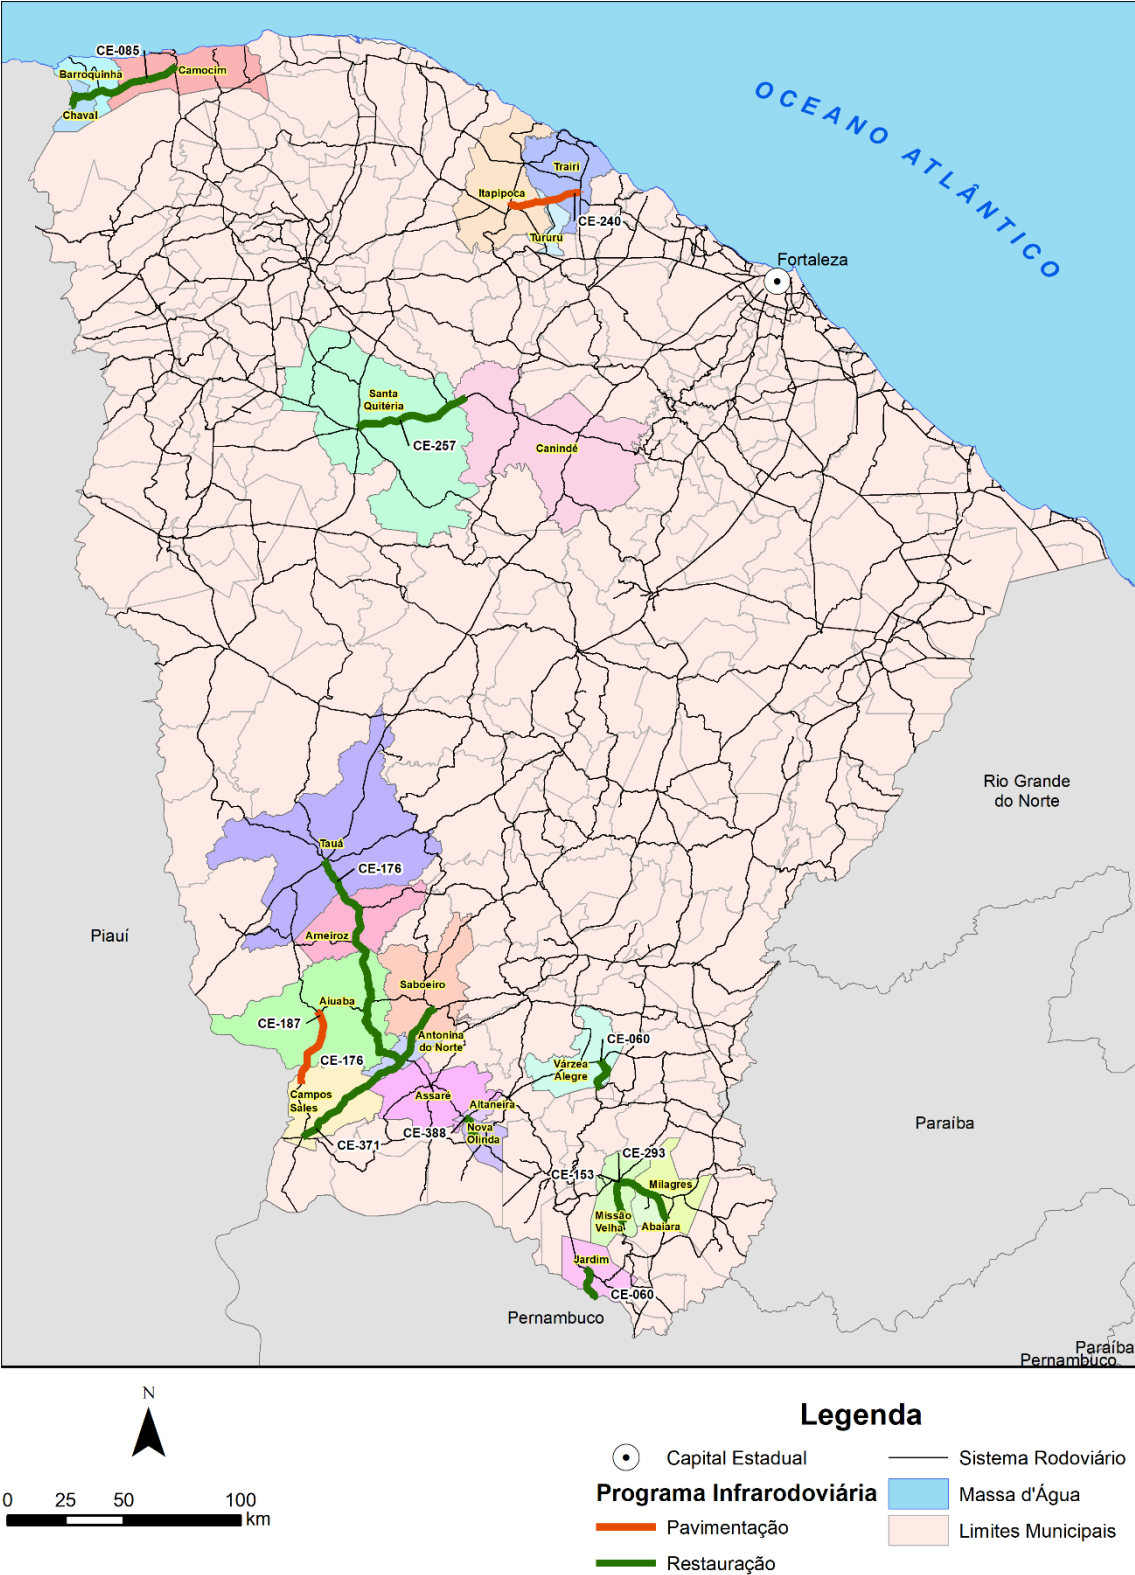 CE-085
Barroquinha
Camocim
Chaval
OCEANO ATLÂNTICO
Trairi
Itapipoca
CE-240
Tururu
Fortaleza
Santa
Quitéria
CE-257
Canindé
Rio Grande
do Norte
Tauá
CE-176
Piauí
Arneiroz
Saboeiro
Aiuaba
CE-187
Antonina
do Norte
CE-060
CE-176
Várzea
Alegre
Campos
Sales
Assaré
Altaneira
Paraíba
CE-388
Nova
Olinda
CE-371
CE-293
CE-153
Milagres
Missão
Velha
Abaiara
Jardim
CE-060
Pernambuco
Paraíba
Pernambuco
N
Legenda
Capital Estadual
Sistema Rodoviário
Programa Infrarodoviária
Massa d'Água
0 25 50 100
km
Pavimentação
Limites Municipais
Restauração